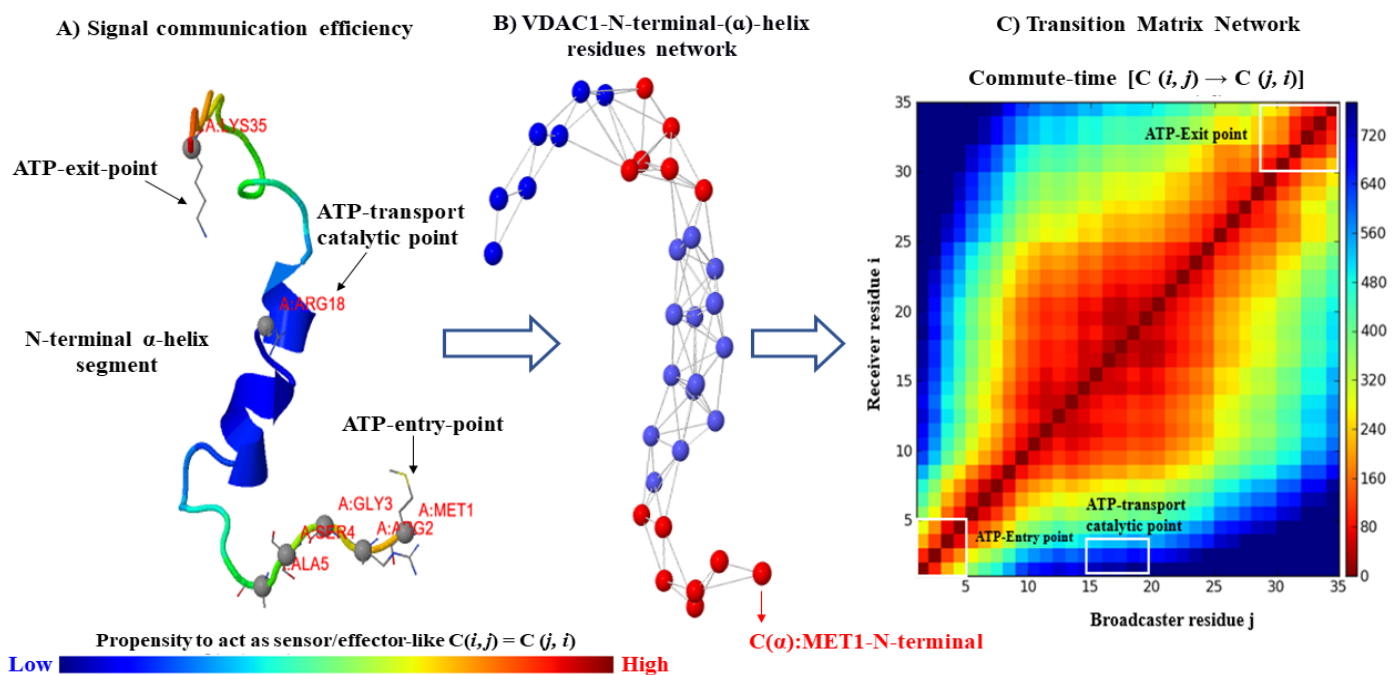 A) Signal communication efficiency
A:LYS35
ATP-exit-point
ATP-transport
catalytic point
A:ARG18
N-terminal α-helix
segment
ATP-entry-point
A:GLY3
A:MET1
A:SER4
A:ARG2
:ALA5
Propensity to act as sensor/effector-like C(i,j) = C (j, i)
Low
High
B) VDAC1-N-terminal-(α)-helix
residues network
C(α):MET1-N-terminal
C) Transition Matrix Network
Commute-time [C (i, j) → C (j, i)]
Receiver residue i
35
30
25
20
15
10
5
ATP-Exit point
ATP-Entry point
ATP-transport
catalytic point
5
10
15
20
25
30
35
Broadcaster residue j
720
640
560
480
400
320
240
160
80
0